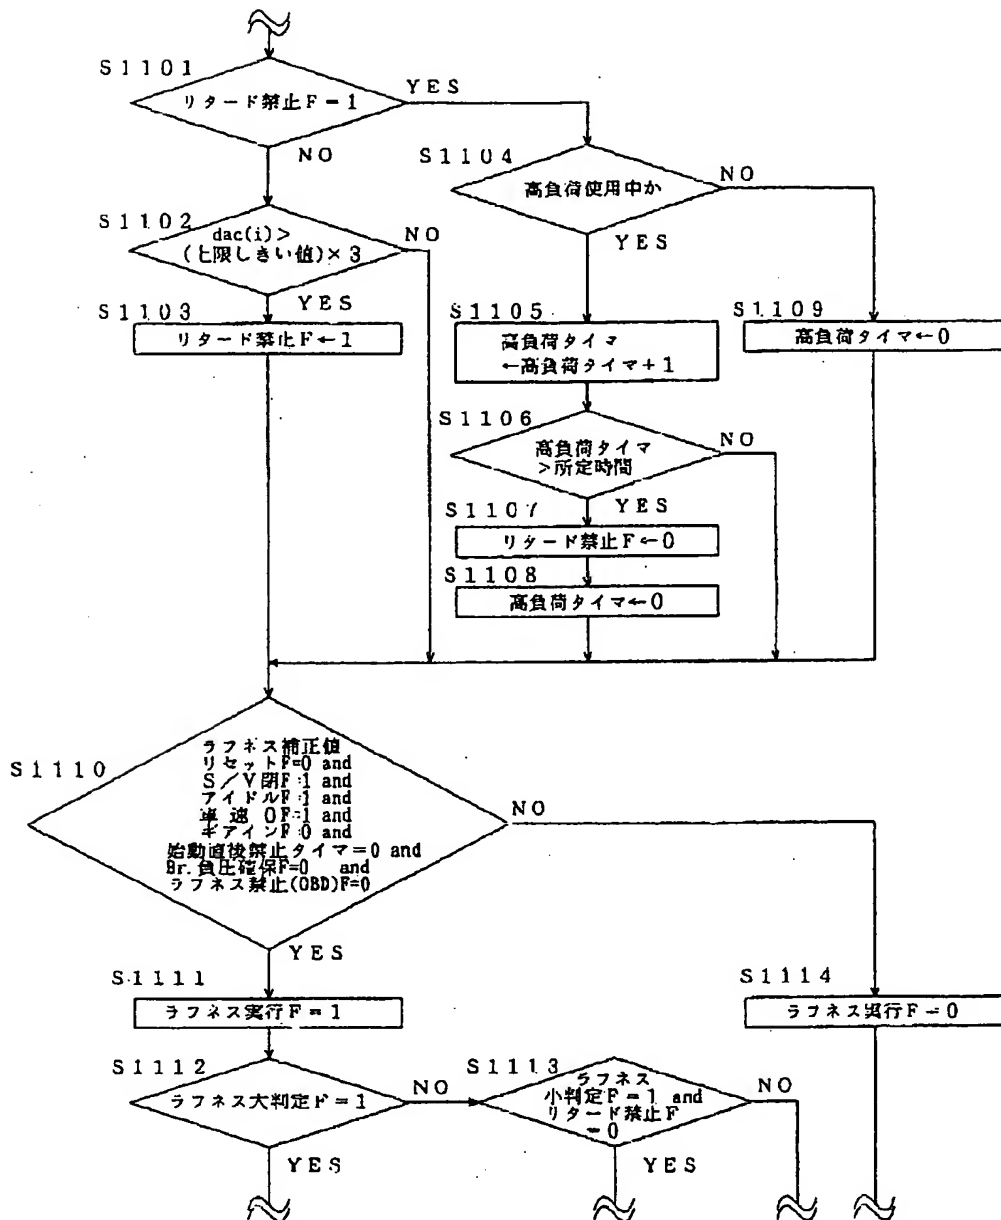 S1101
リタード禁止F=1
YES
NO
S1102
dac(i)>
(上限しきい値)×3
NO
YES
S1103
リタード禁止F←1
S1104
高負荷使用中か
NO
YES
S1105
高負荷タイマ
←高負荷タイマ+1
S1109
高負荷タイマ←0
S1106
高負荷タイマ
>所定時間
NO
YES
S1107
リタード禁止F←0
S1108
高負荷タイマ←0
S1110
ラフネス補正値
リセットF=0 and
S/V閉F=1 and
アイドルF=1 and
車速0F=1 and
ギアインF=0 and
始動直後禁止タイマ=0 and
Br.負圧確保F=0 and
ラフネス禁止(OBD)F=0
NO
YES
S1111
ラフネス実行F=1
S1114
ラフネス実行F=0
S1112
ラフネス大判定F=1
NO
YES
S1113
ラフネス
小判定F=1 and
リタード禁止F
=0
NO
YES